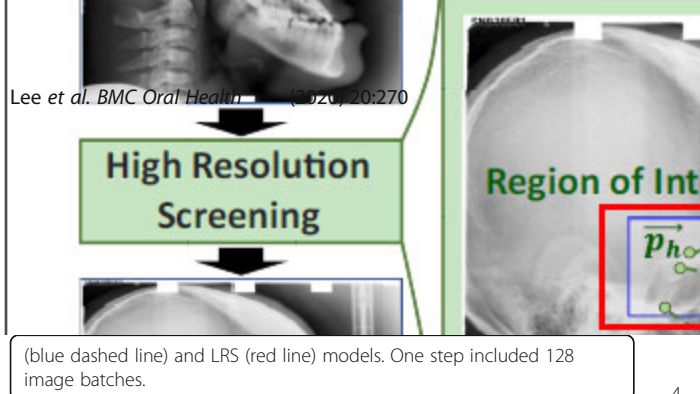 Lee et al. BMC Oral Health (2020) 20:270
High Resolution
Screening
Region of Int
p_h
(blue dashed line) and LRS (red line) models. One step included 128
image batches.
4